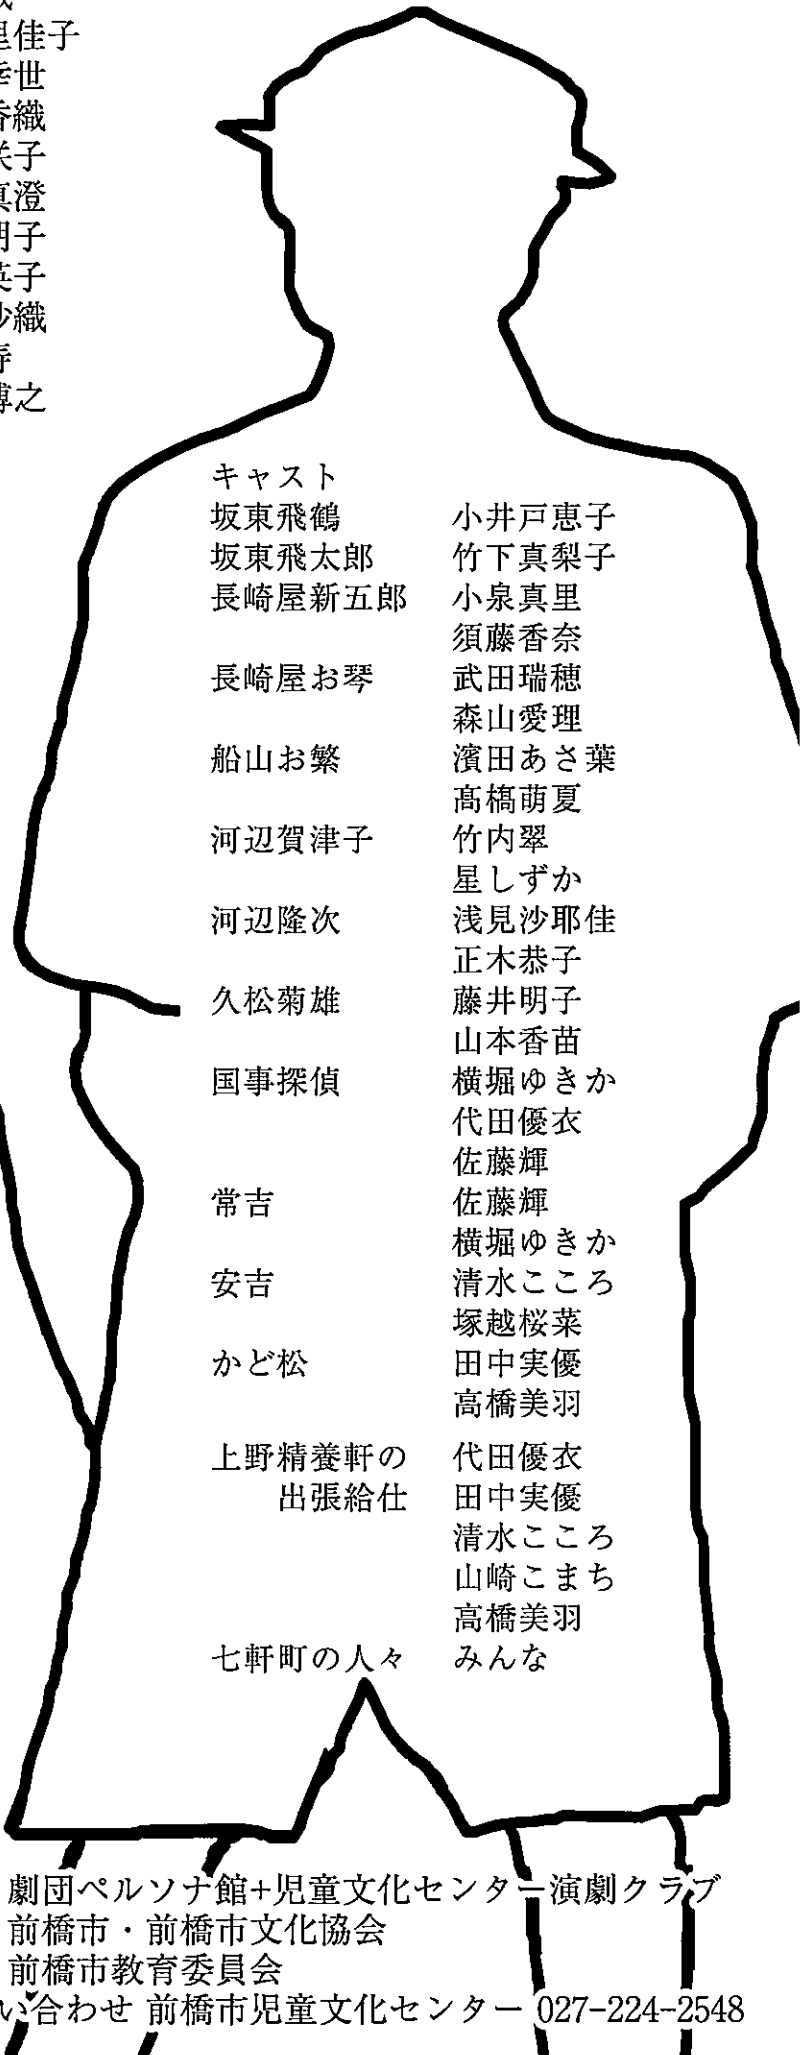 佳子
世
織
子
澄
子
子
織
之
キャスト
坂東飛鶴 小井戸恵子
坂東飛太郎 竹下真梨子
長崎屋新五郎 小泉真里
須藤香奈
長崎屋お琴 武田瑞穂
森山愛理
船山お繁 濱田あさ葉
髙橋萌夏
河辺賀津子 竹内翠
星しずか
河辺隆次 浅見沙耶佳
正木恭子
久松菊雄 藤井明子
山本香苗
国事探偵 横堀ゆきか
代田優衣
佐藤輝
常吉 佐藤輝
横堀ゆきか
安吉 清水こころ
塚越桜菜
かど松 田中実優
高橋美羽
上野精養軒の 代田優衣
出張給仕 田中実優
清水こころ
山崎こまち
高橋美羽
七軒町の人々 みんな
劇団ペルソナ館+児童文化センター演劇クラブ
前橋市・前橋市文化協会
前橋市教育委員会
い合わせ 前橋市児童文化センター 027-224-2548